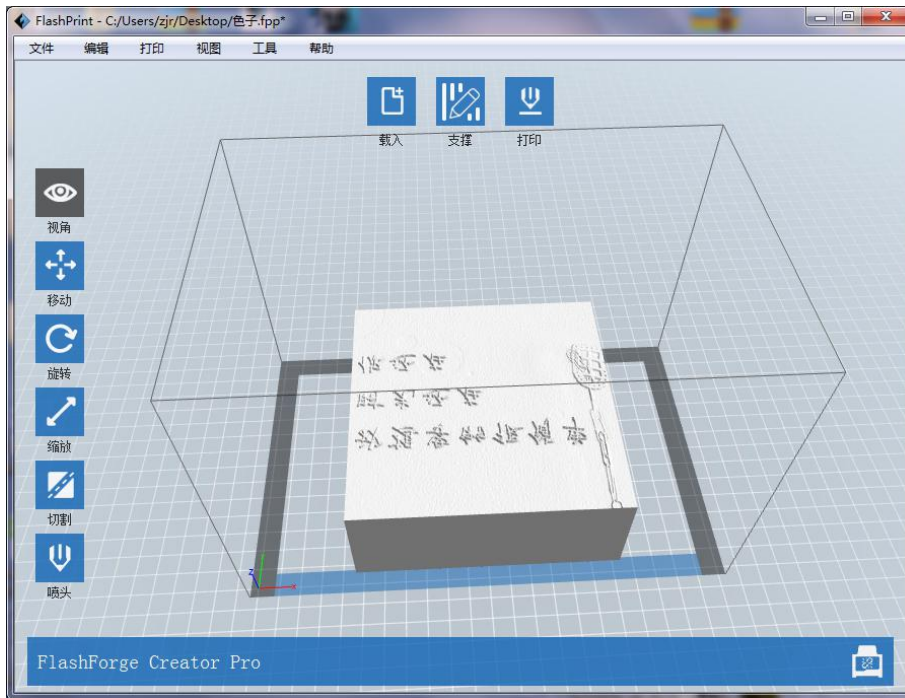 FlashPrint - C:/Users/zjr/Desktop/色子.fpp*
文件 编辑 打印 视图 工具 帮助
载入 支撑 打印
视角
移动
旋转
缩放
切割
喷头
z
x
FlashForge Creator Pro